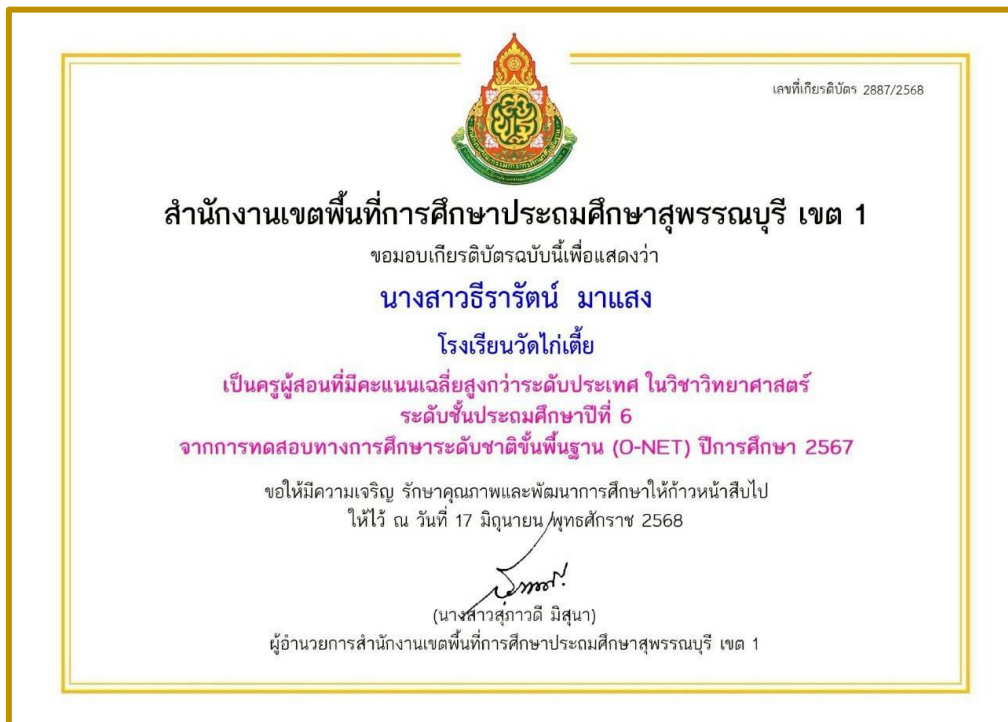 เลขที่เกียรติบัตร 2887/2568
สำนักงานเขตพื้นที่การศึกษาประถมศึกษาสุพรรณบุรี เขต 1
ขอมอบเกียรติบัตรฉบับนี้เพื่อแสดงว่า
นางสาวธีรารัตน์ มาแสง
โรงเรียนวัดไก่เตี้ย
เป็นครูผู้สอนที่มีคะแนนเฉลี่ยสูงกว่าระดับประเทศ ในวิชาวิทยาศาสตร์
ระดับชั้นประถมศึกษาปีที่ 6
จากการทดสอบทางการศึกษาระดับชาติขั้นพื้นฐาน (O-NET) ปีการศึกษา 2567
ขอให้มีความเจริญ รักษาคุณภาพและพัฒนาการศึกษาให้ก้าวหน้าสืบไป
ให้ไว้ ณ วันที่ 17 มิถุนายน พุทธศักราช 2568
(นางสาวสุภาวดี มิสุนา)
ผู้อำนวยการสำนักงานเขตพื้นที่การศึกษาประถมศึกษาสุพรรณบุรี เขต 1